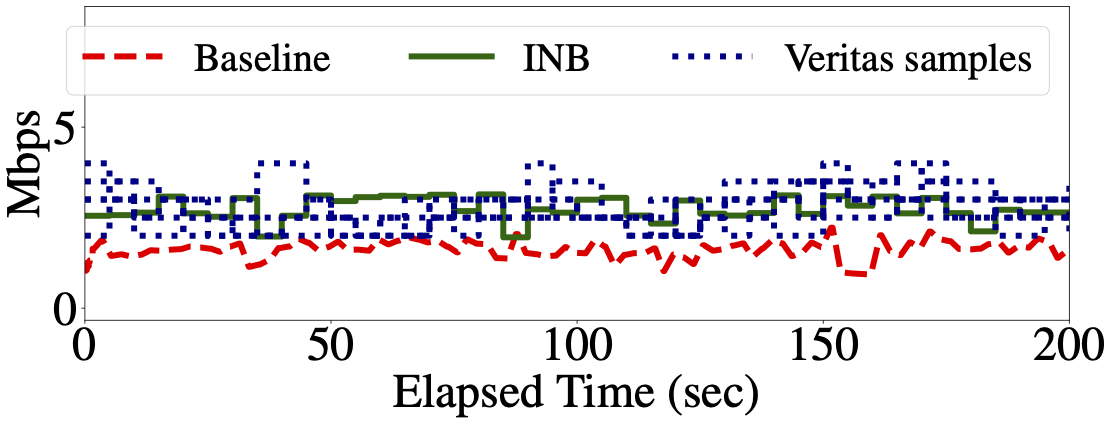 Baseline INB Veritas samples
Mbps
5
0
0 50 100 150 200
Elapsed Time (sec)